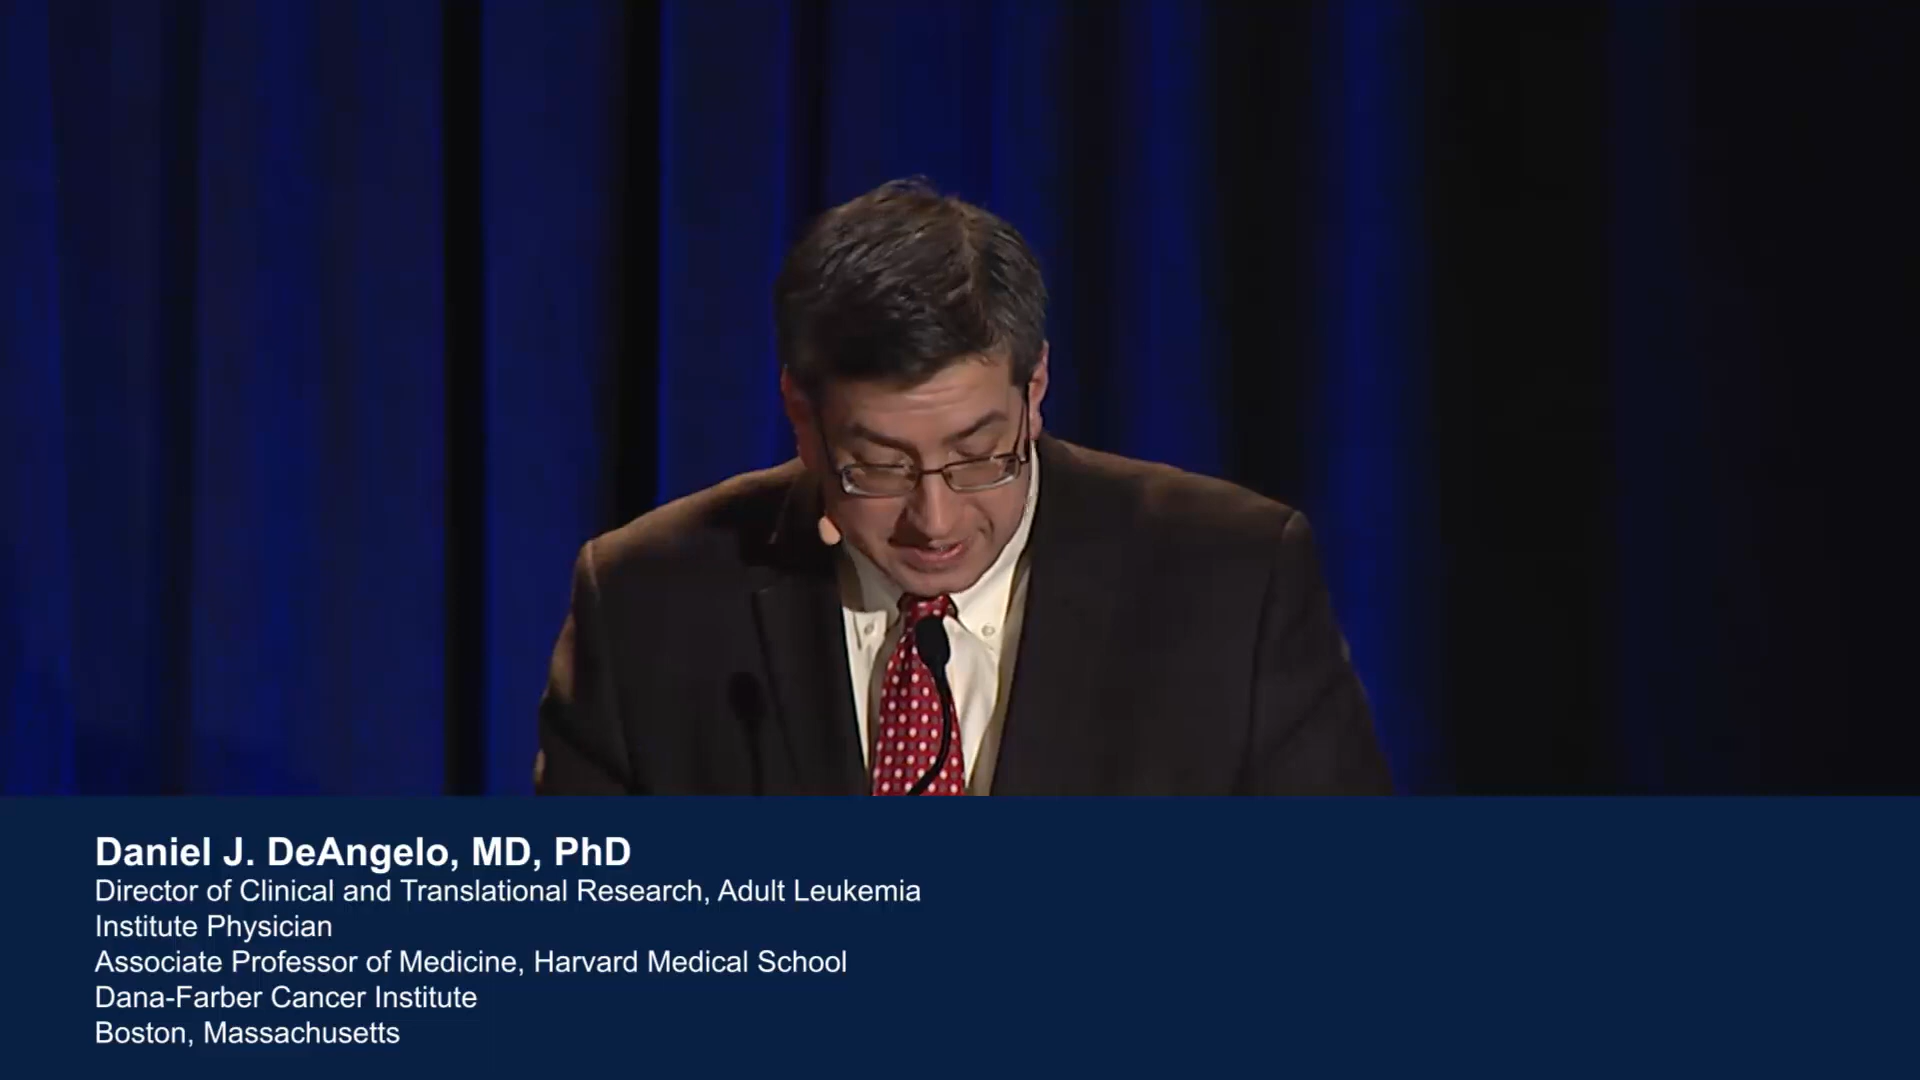 Daniel J. DeAngelo, MD, PhD
Director of Clinical and Translational Research, Adult Leukemia
Institute Physician
Associate Professor of Medicine, Harvard Medical School
Dana-Farber Cancer Institute
Boston, Massachusetts